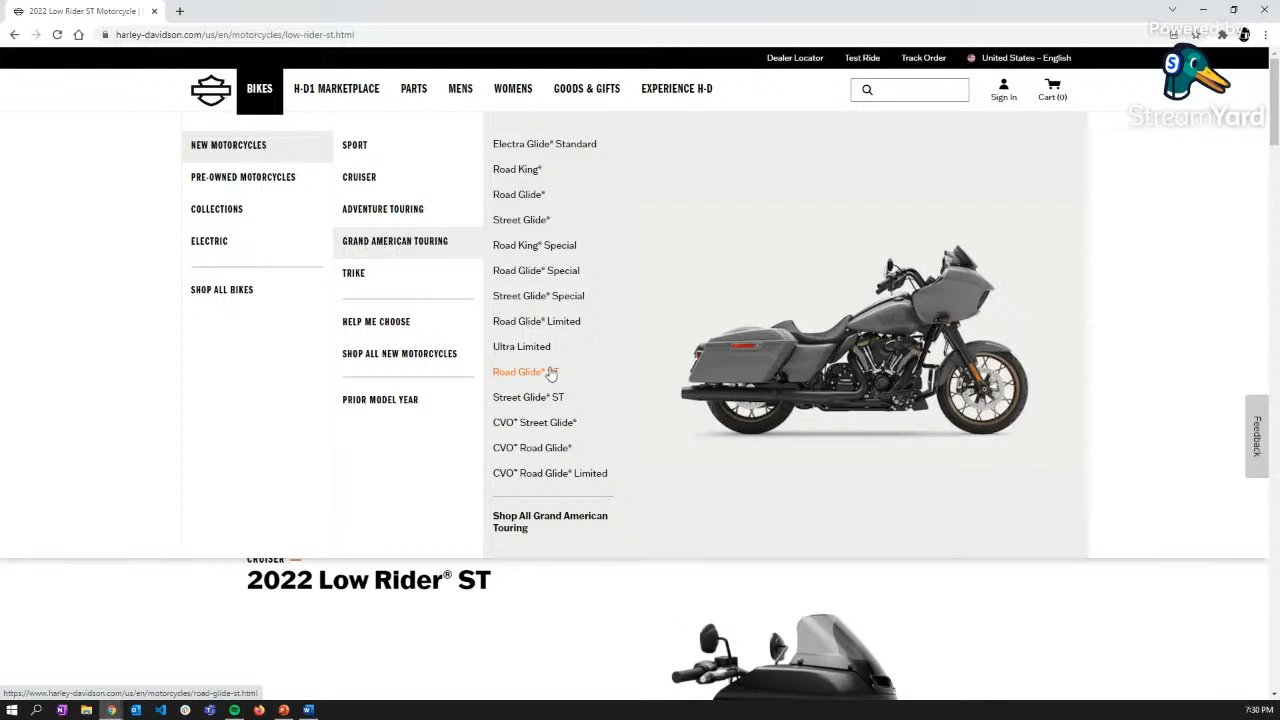 2022 Low Rider ST Motorcycle |
harley-davidson.com/us/en/motorcycles/low-rider-st.html
Powered by
StreamYard
Dealer Locator
Test Ride
Track Order
United States – English
BIKES
H-D1 MARKETPLACE
PARTS
MENS
WOMENS
GOODS & GIFTS
EXPERIENCE H-D
Sign In
Cart (0)
NEW MOTORCYCLES
PRE-OWNED MOTORCYCLES
COLLECTIONS
ELECTRIC
SHOP ALL BIKES
SPORT
CRUISER
ADVENTURE TOURING
GRAND AMERICAN TOURING
TRIKE
HELP ME CHOOSE
SHOP ALL NEW MOTORCYCLES
PRIOR MODEL YEAR
Electra Glide® Standard
Road King®
Road Glide®
Street Glide®
Road King® Special
Road Glide® Special
Street Glide® Special
Road Glide® Limited
Ultra Limited
Road Glide®
Street Glide® ST
CVO™ Street Glide®
CVO™ Road Glide®
CVO™ Road Glide® Limited
Shop All Grand American
Touring
Feedback
CRUISER
2022 Low Rider® ST
https://www.harley-davidson.com/us/en/motorcycles/road-glide-st.html
7:30 PM